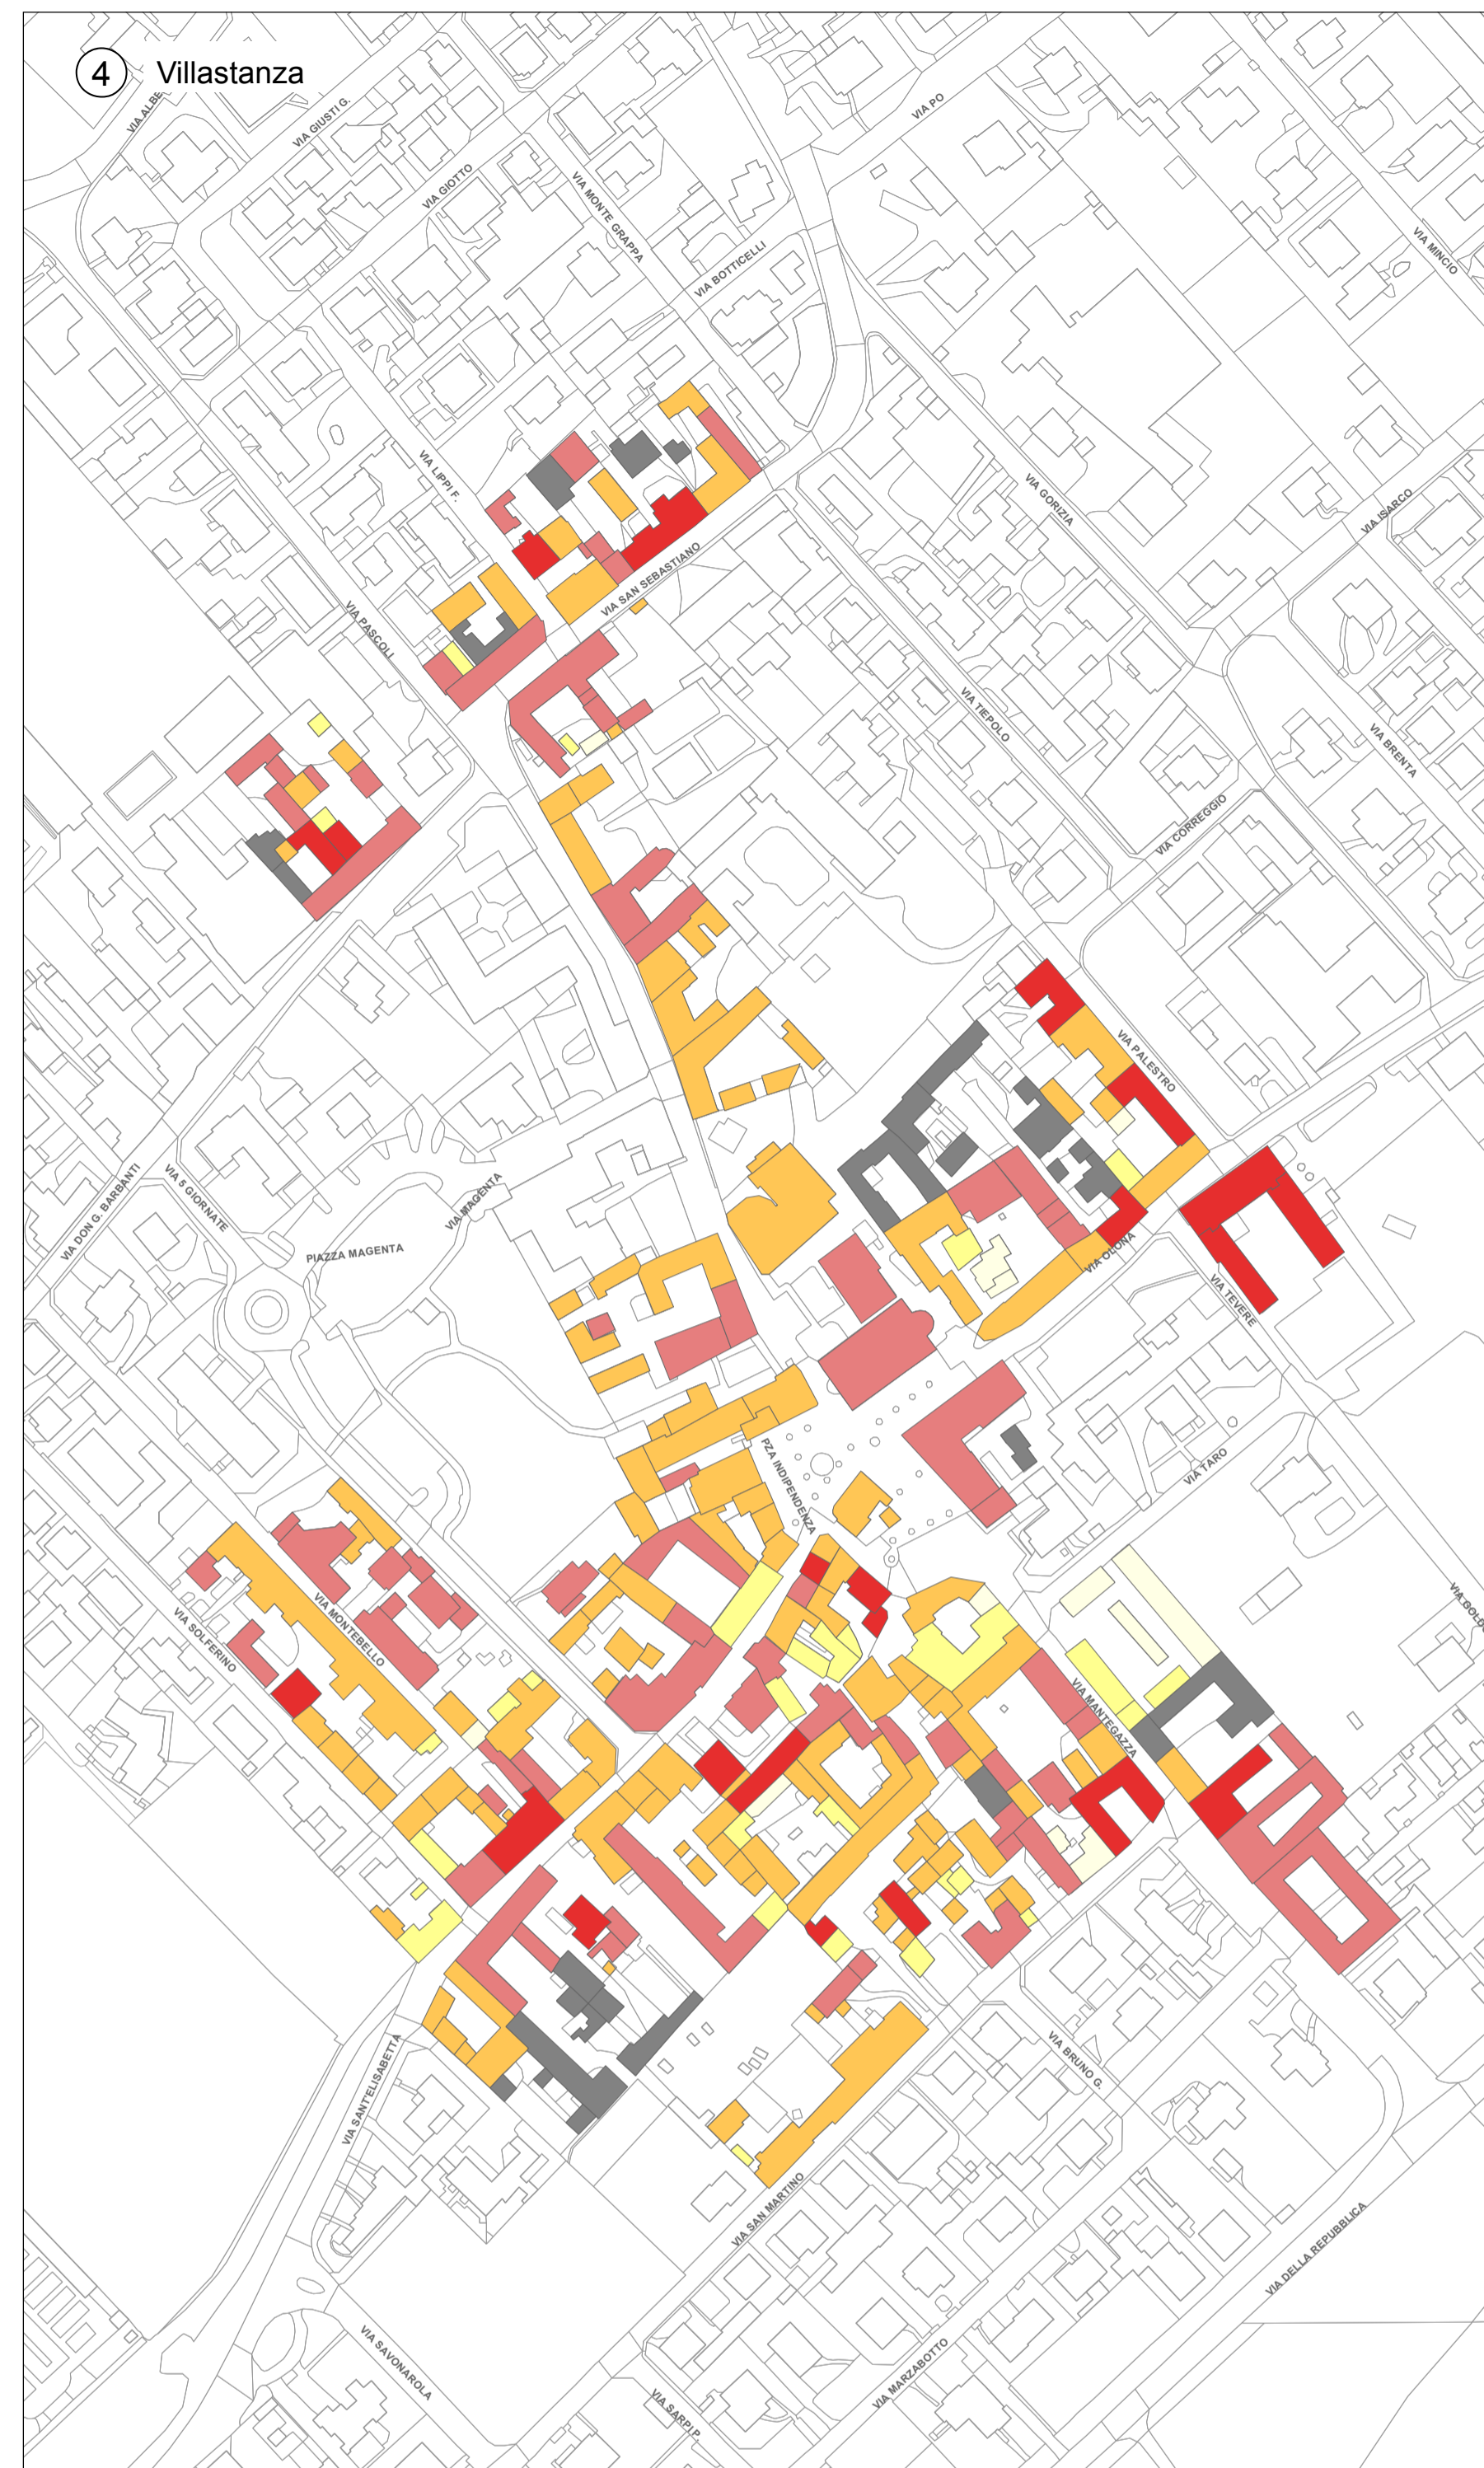 4 Villastanza
VIA ALBE
VIA GIUSTI G.
VIA PO
VIA GIOTTO
VIA MONTE GRAPPA
VIA MINCIO
VIA BOTTICELLI
VIA LIPPI F.
VIA GORIZIA
VIA ISARCO
VIA SAN SEBASTIANO
VIA PASCOLI
VIA TIEPOLO
VIA BRENTA
VIA CORREGGIO
VIA PALESTRO
VIA DON G. BARBANTI
VIA 5 GIORNATE
VIA MAGENTA
PIAZZA MAGENTA
VIA OLONA
VIA TEVERE
PZA INDIPENDENZA
VIA TARO
VIA MONTEBELLO
VIA SOLFERINO
VIA MANTEGAZZA
VIA BRUNO G.
VIA SANT'ELISABETTA
VIA SAN MARTINO
VIA DELLA REPUBBLICA
VIA SAVONAROLA
VIA MARZABOTTO
VIA SARPI P.